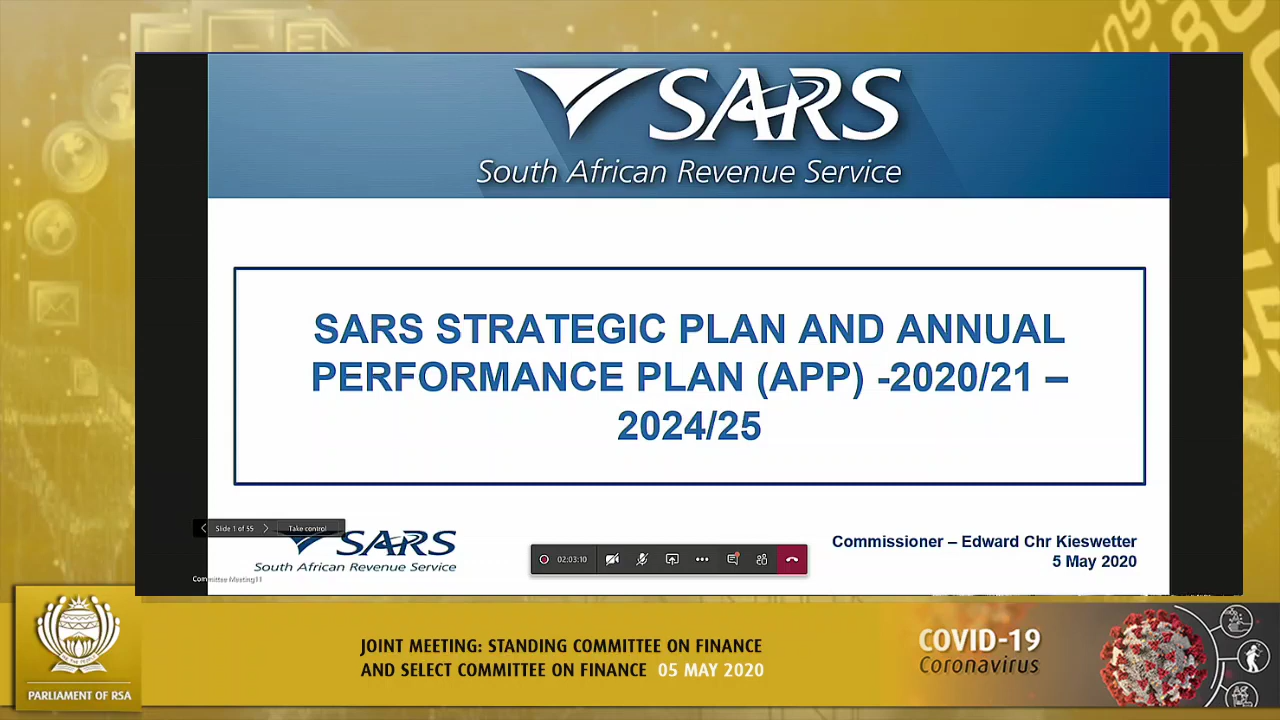 SARS
South African Revenue Service
SARS STRATEGIC PLAN AND ANNUAL
PERFORMANCE PLAN (APP) -2020/21 –
2024/25
Slide 1 of 55
Take control
SARS
South African Revenue Service
Committee Meeting11
02:03:10
Commissioner – Edward Chr Kieswetter
5 May 2020
PARLIAMENT OF RSA
JOINT MEETING: STANDING COMMITTEE ON FINANCE
AND SELECT COMMITTEE ON FINANCE 05 MAY 2020
COVID-19
Coronavirus